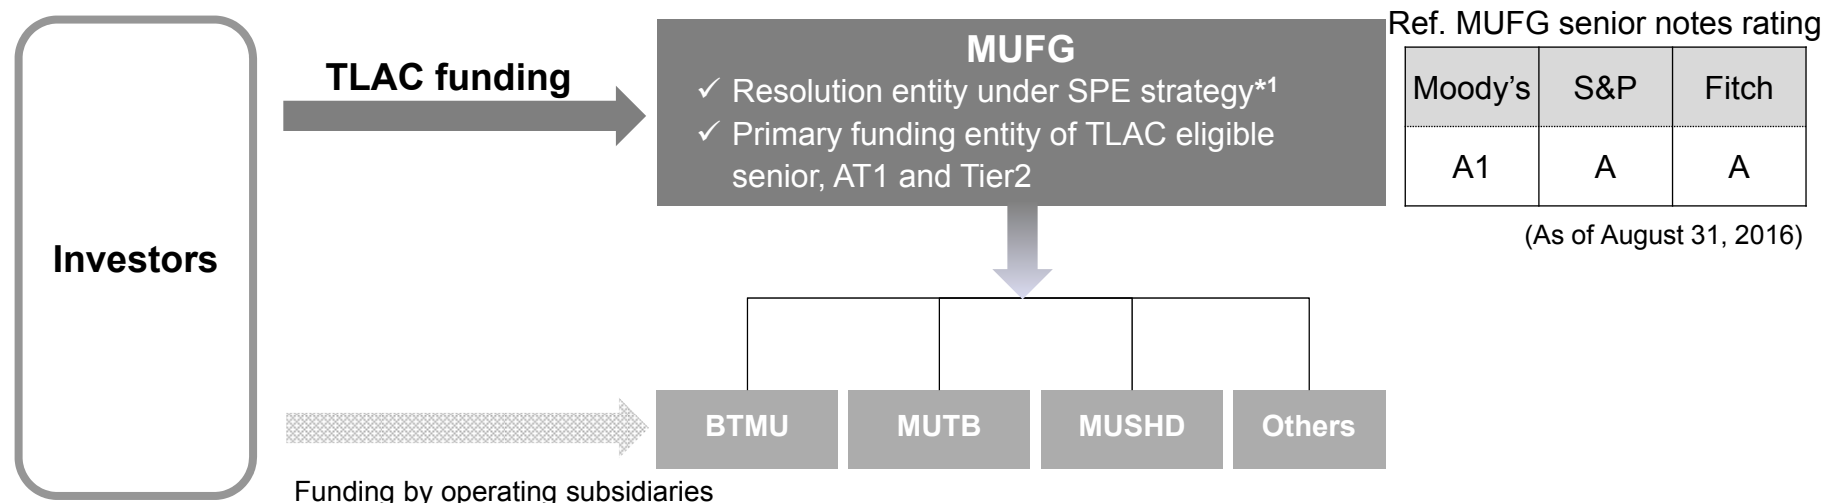 Investors
TLAC funding
MUFG
✓ Resolution entity under SPE strategy*1
✓ Primary funding entity of TLAC eligible
senior, AT1 and Tier2
Ref. MUFG senior notes rating
Moody's S&P Fitch
A1 A A
(As of August 31, 2016)
BTMU MUTB MUSHD Others
Funding by operating subsidiaries